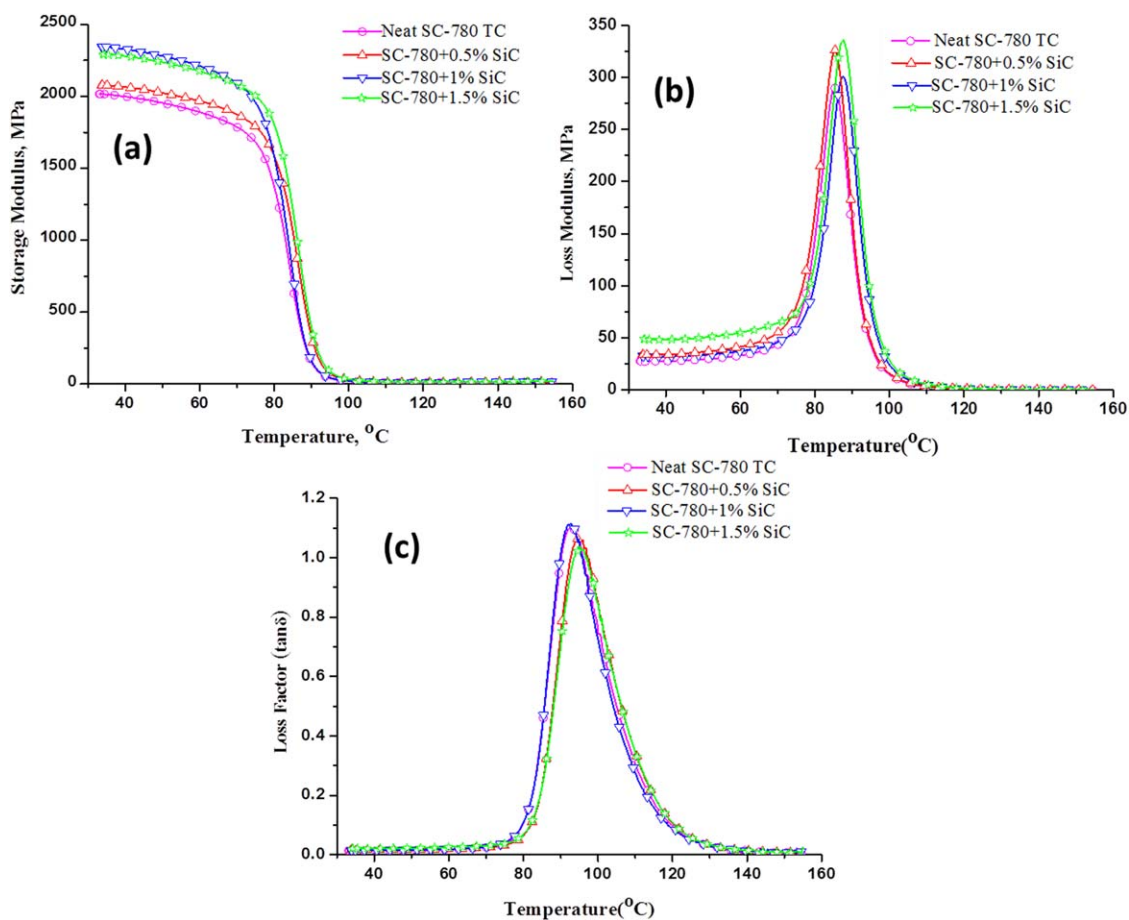 (a)
Neat SC-780 TC
SC-780+0.5% SiC
SC-780+1% SiC
SC-780+1.5% SiC
Storage Modulus, MPa
2500
2000
1500
1000
500
0
40 60 80 100 120 140 160
Temperature, °C
(b)
Neat SC-780 TC
SC-780+0.5% SiC
SC-780+1% SiC
SC-780+1.5% SiC
Loss Modulus, MPa
350
300
250
200
150
100
50
0
40 60 80 100 120 140 160
Temperature(°C)
(c)
Neat SC-780 TC
SC-780+0.5% SiC
SC-780+1% SiC
SC-780+1.5% SiC
Loss Factor (tanδ)
1.2
1.0
0.8
0.6
0.4
0.2
0.0
40 60 80 100 120 140 160
Temperature(°C)